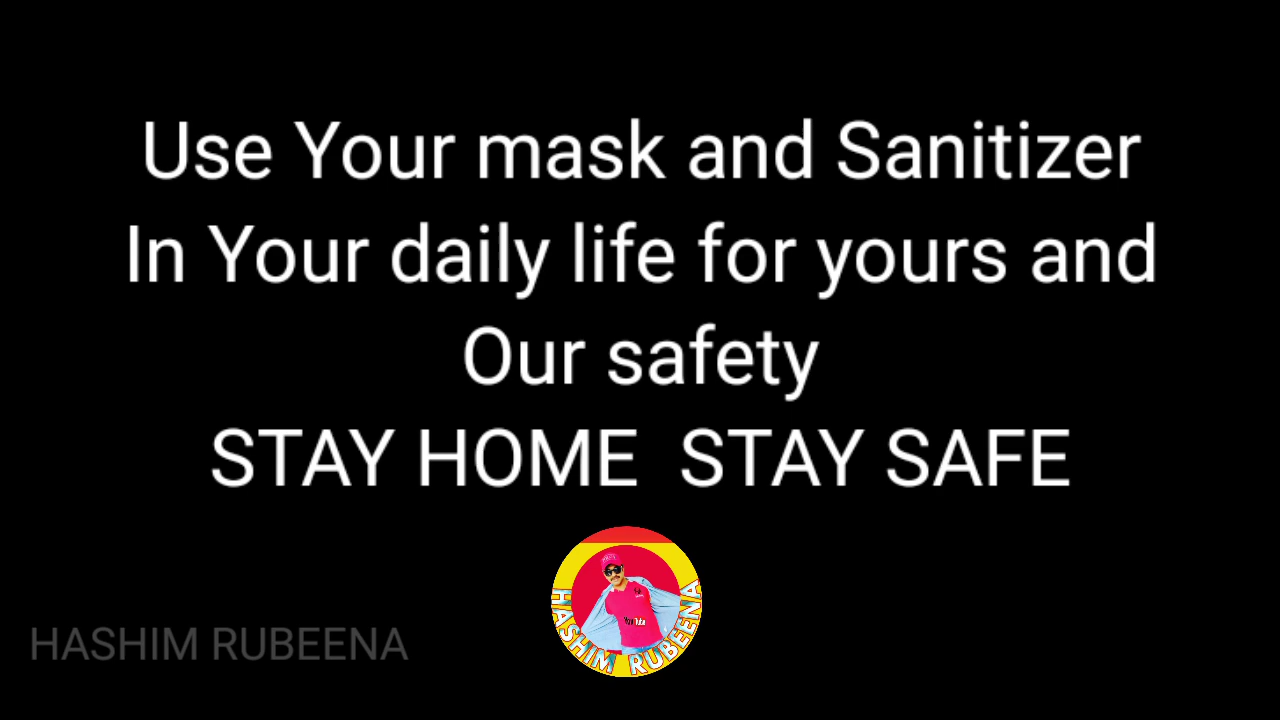 Use Your mask and Sanitizer
In Your daily life for yours and
Our safety
STAY HOME  STAY SAFE
YouTube
HASHIM RUBEENA
HASHIM RUBEENA